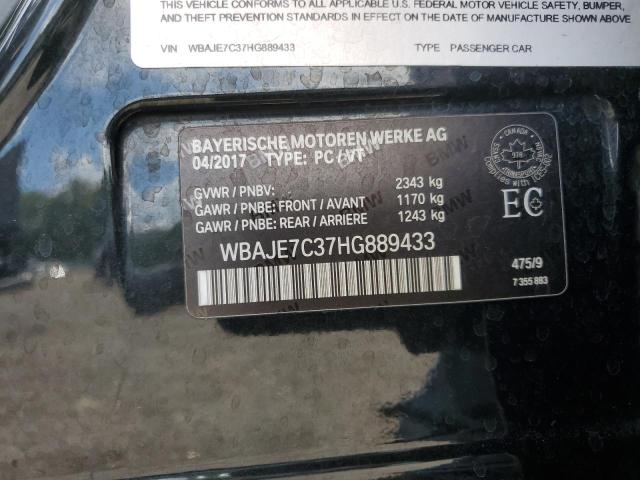 THIS VEHICLE CONFORMS TO ALL APPLICABLE U.S. FEDERAL MOTOR VEHICLE SAFETY, BUMPER,
AND THEFT PREVENTION STANDARDS IN EFFECT ON THE DATE OF MANUFACTURE SHOWN ABOVE.
VIN WBAJE7C37HG889433 TYPE PASSENGER CAR
BAYERISCHE MOTOREN WERKE AG
04/2017 TYPE: PC / VT
GVWR / PNBV: 2343 kg
GAWR / PNBE: FRONT / AVANT 1170 kg
GAWR / PNBE: REAR / ARRIERE 1243 kg
WBAJE7C37HG889433
CANADA
978
EC
475/9
7 355 883
BMW